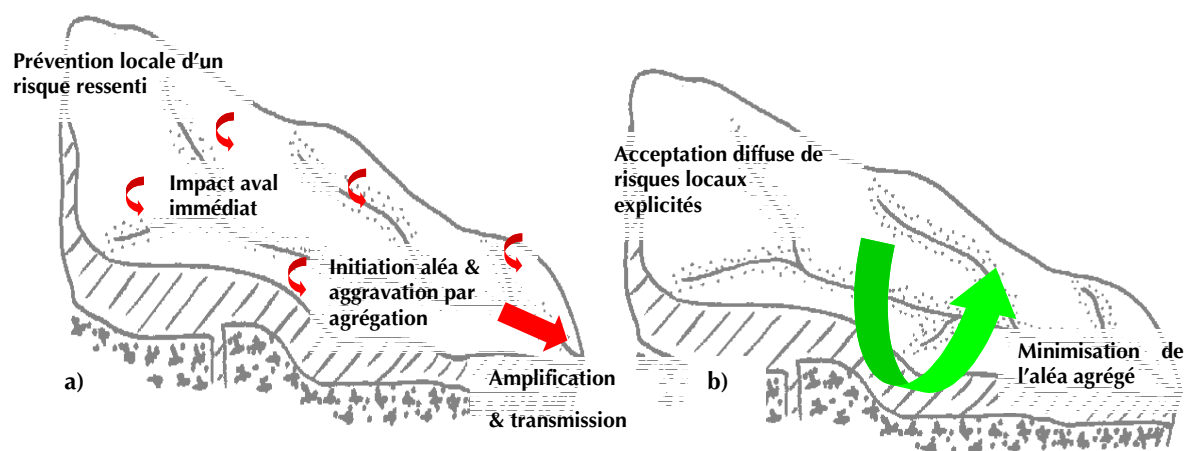 Prévention locale d'un
risque ressenti
Impact aval
immédiat
Initiation aléa &
aggravation par
agrégation
Amplification
& transmission
a)
Acceptation diffuse de
risques locaux
explicités
Minimisation de
l'aléa agrégé
b)